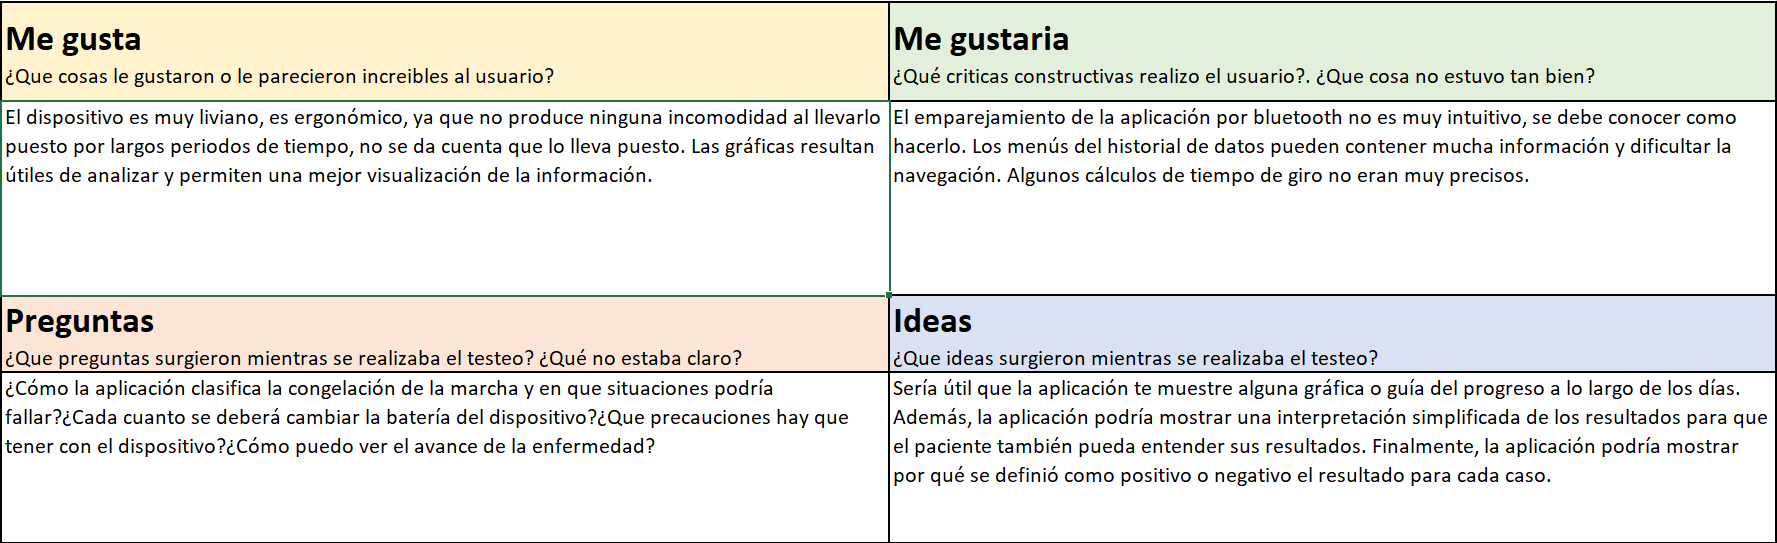 Me gusta
¿Que cosas le gustaron o le parecieron increibles al usuario?
El dispositivo es muy liviano, es ergonómico, ya que no produce ninguna incomodidad al llevarlo
puesto por largos periodos de tiempo, no se da cuenta que lo lleva puesto. Las gráficas resultan
útiles de analizar y permiten una mejor visualización de la información.
Me gustaria
¿Qué criticas constructivas realizo el usuario?. ¿Que cosa no estuvo tan bien?
El emparejamiento de la aplicación por bluetooth no es muy intuitivo, se debe conocer como
hacerlo. Los menús del historial de datos pueden contener mucha información y dificultar la
navegación. Algunos cálculos de tiempo de giro no eran muy precisos.
Preguntas
¿Que preguntas surgieron mientras se realizaba el testeo? ¿Qué no estaba claro?
¿Cómo la aplicación clasifica la congelación de la marcha y en que situaciones podría
fallar?¿Cada cuanto se deberá cambiar la batería del dispositivo?¿Que precauciones hay que
tener con el dispositivo?¿Cómo puedo ver el avance de la enfermedad?
Ideas
¿Que ideas surgieron mientras se realizaba el testeo?
Sería útil que la aplicación te muestre alguna gráfica o guía del progreso a lo largo de los días.
Además, la aplicación podría mostrar una interpretación simplificada de los resultados para que
el paciente también pueda entender sus resultados. Finalmente, la aplicación podría mostrar
por qué se definió como positivo o negativo el resultado para cada caso.